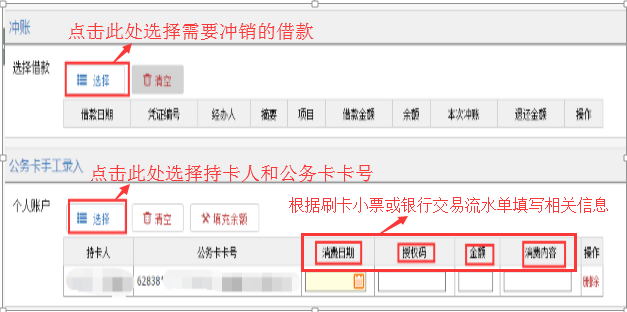 冲账
点击此处选择需要冲销的借款
选择借款
选择 清空
借款日期 凭证编号 经办人 摘要 项目 借款金额 余额 本次冲账 退还金额 操作
公务卡手工录入
点击此处选择持卡人和公务卡卡号
个人账户
选择 清空 填充余额
根据刷卡小票或银行交易流水单填写相关信息
持卡人 公务卡卡号 消费日期 授权码 金额 消费内容 操作
62838 删除